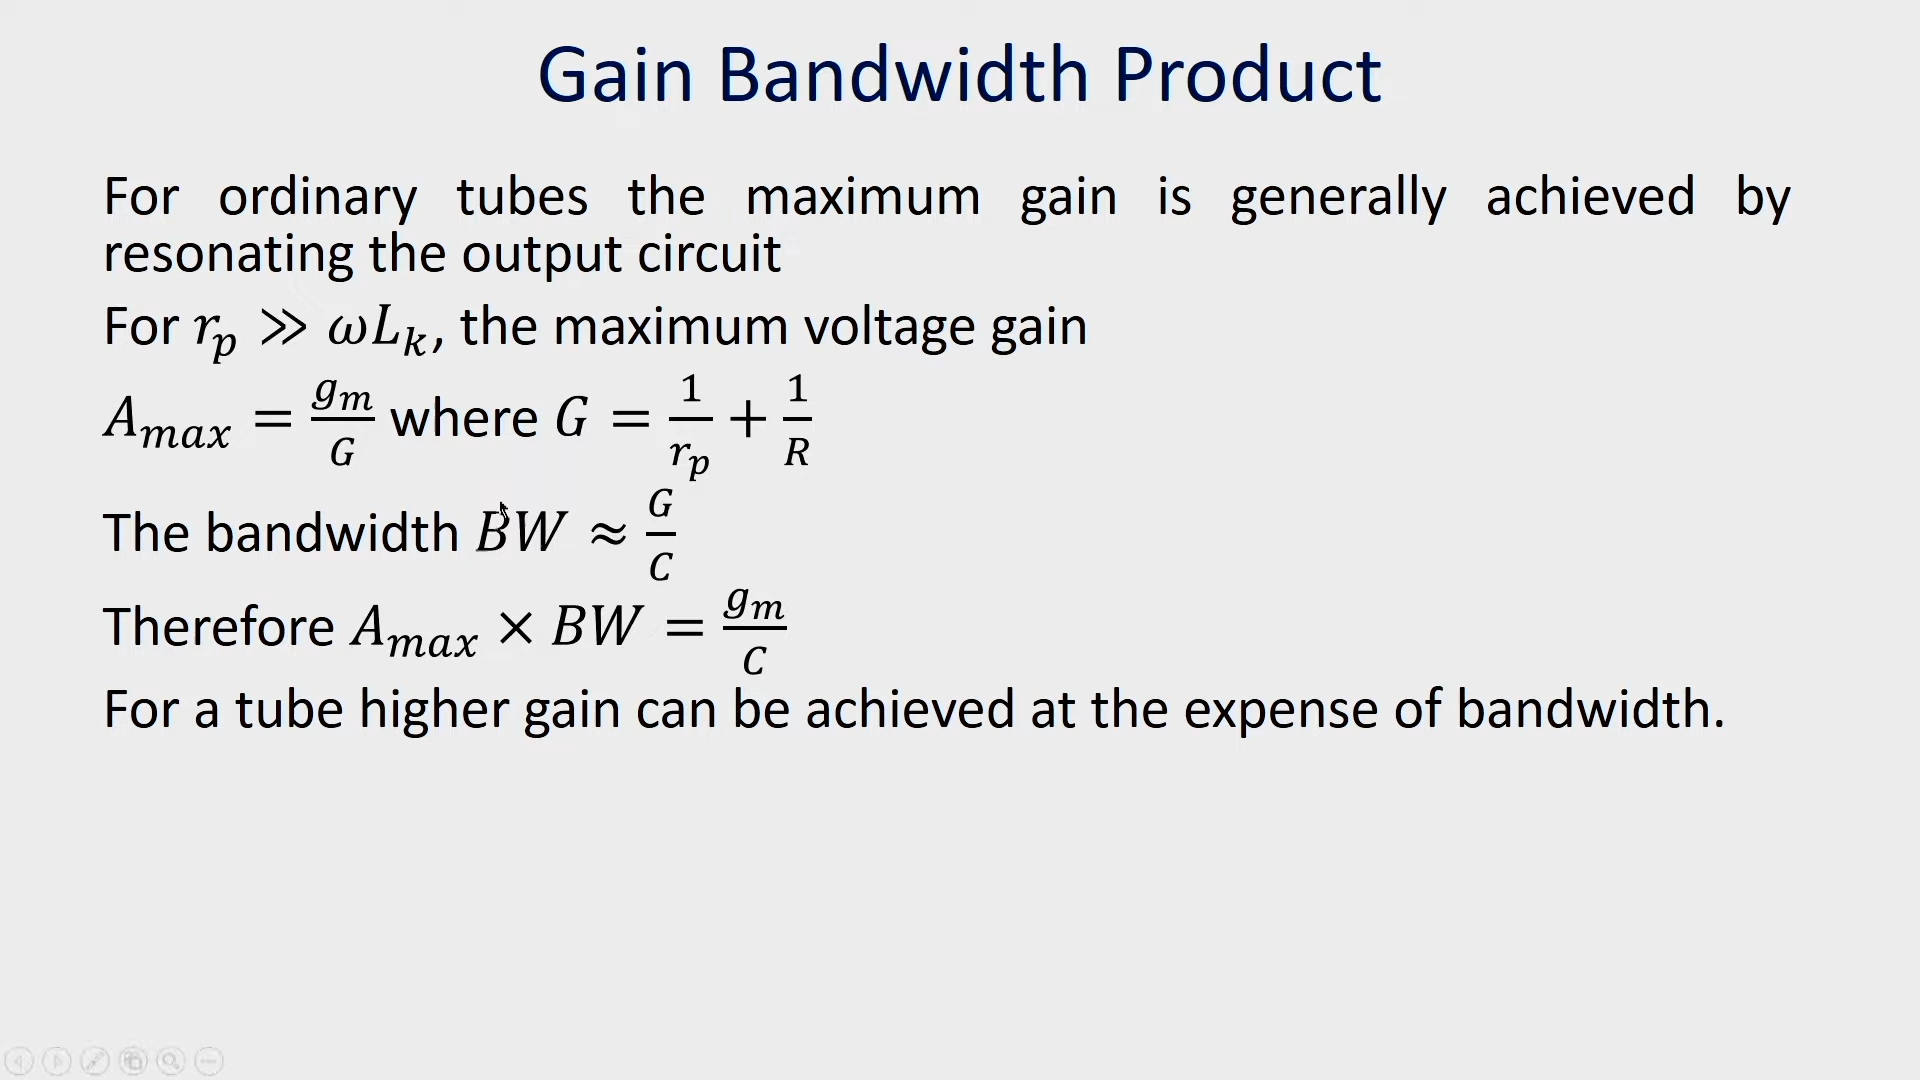 Gain Bandwidth Product
For ordinary tubes the maximum gain is generally achieved by
resonating the output circuit
For $r_p \gg \omega L_k$, the maximum voltage gain
$A_{max} = \frac{g_m}{G}$ where $G = \frac{1}{r_p} + \frac{1}{R}$
The bandwidth $BW \approx \frac{G}{C}$
Therefore $A_{max} \times BW = \frac{g_m}{C}$
For a tube higher gain can be achieved at the expense of bandwidth.